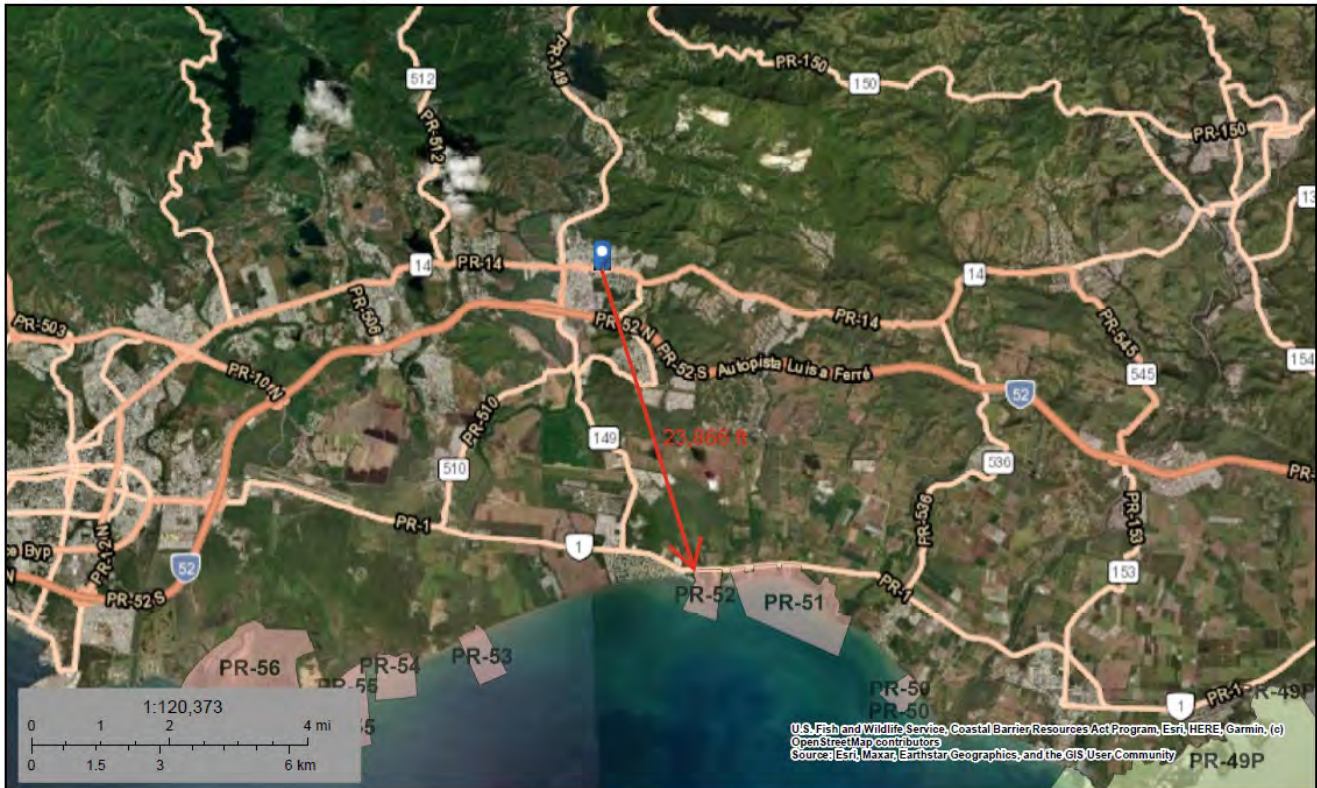 PR-149
PR-150
150
512
PR-150
PR-512
14
PR-14
14
PR-503
PR-506
PR-52 N
PR-14
PR-545
PR-10 N
PR-52 S Autopista Luis a Ferré
154
545
52
PR-510
149
23,866 ft
510
536
PR-
PR-1
PR-536
PR-153
PR-12 N
1
ce Byp
52
153
PR-52 S
PR-52
PR-51
PR-1
PR-53
PR-56
PR-54
PR-55
PR-50
PR-50
PR-1
PR-49P
1
1:120,373
0 1 2 4 mi
0 1.5 3 6 km
U.S. Fish and Wildlife Service, Coastal Barrier Resources Act Program, Esri, HERE, Garmin, (c)
OpenStreetMap contributors
Source: Esri, Maxar, Earthstar Geographics, and the GIS User Community
PR-49P